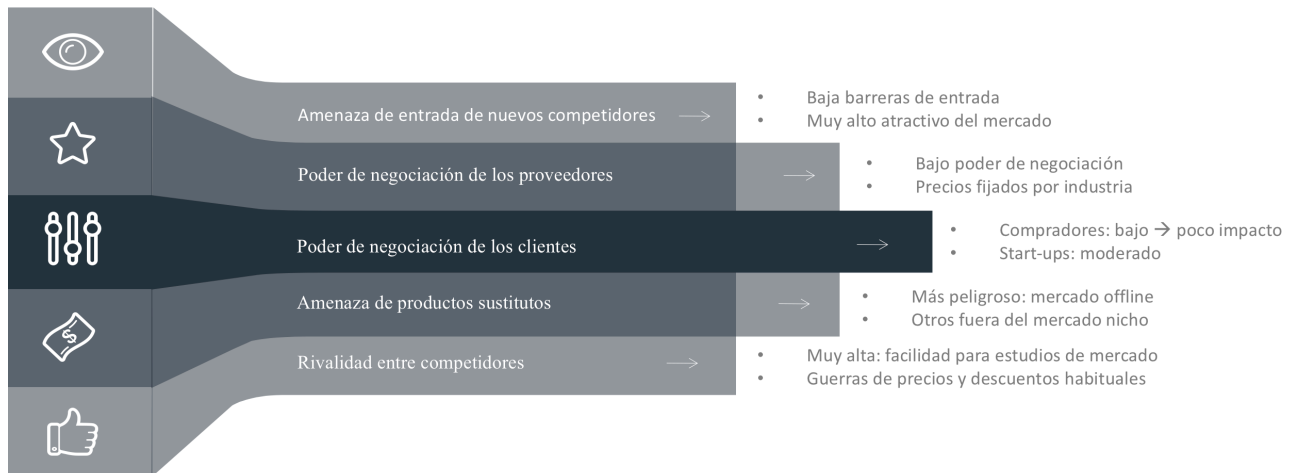 Amenaza de entrada de nuevos competidores
• Baja barreras de entrada
• Muy alto atractivo del mercado
Poder de negociación de los proveedores
• Bajo poder de negociación
• Precios fijados por industria
Poder de negociación de los clientes
• Compradores: bajo → poco impacto
• Start-ups: moderado
Amenaza de productos sustitutos
• Más peligroso: mercado offline
• Otros fuera del mercado nicho
Rivalidad entre competidores
• Muy alta: facilidad para estudios de mercado
• Guerras de precios y descuentos habituales